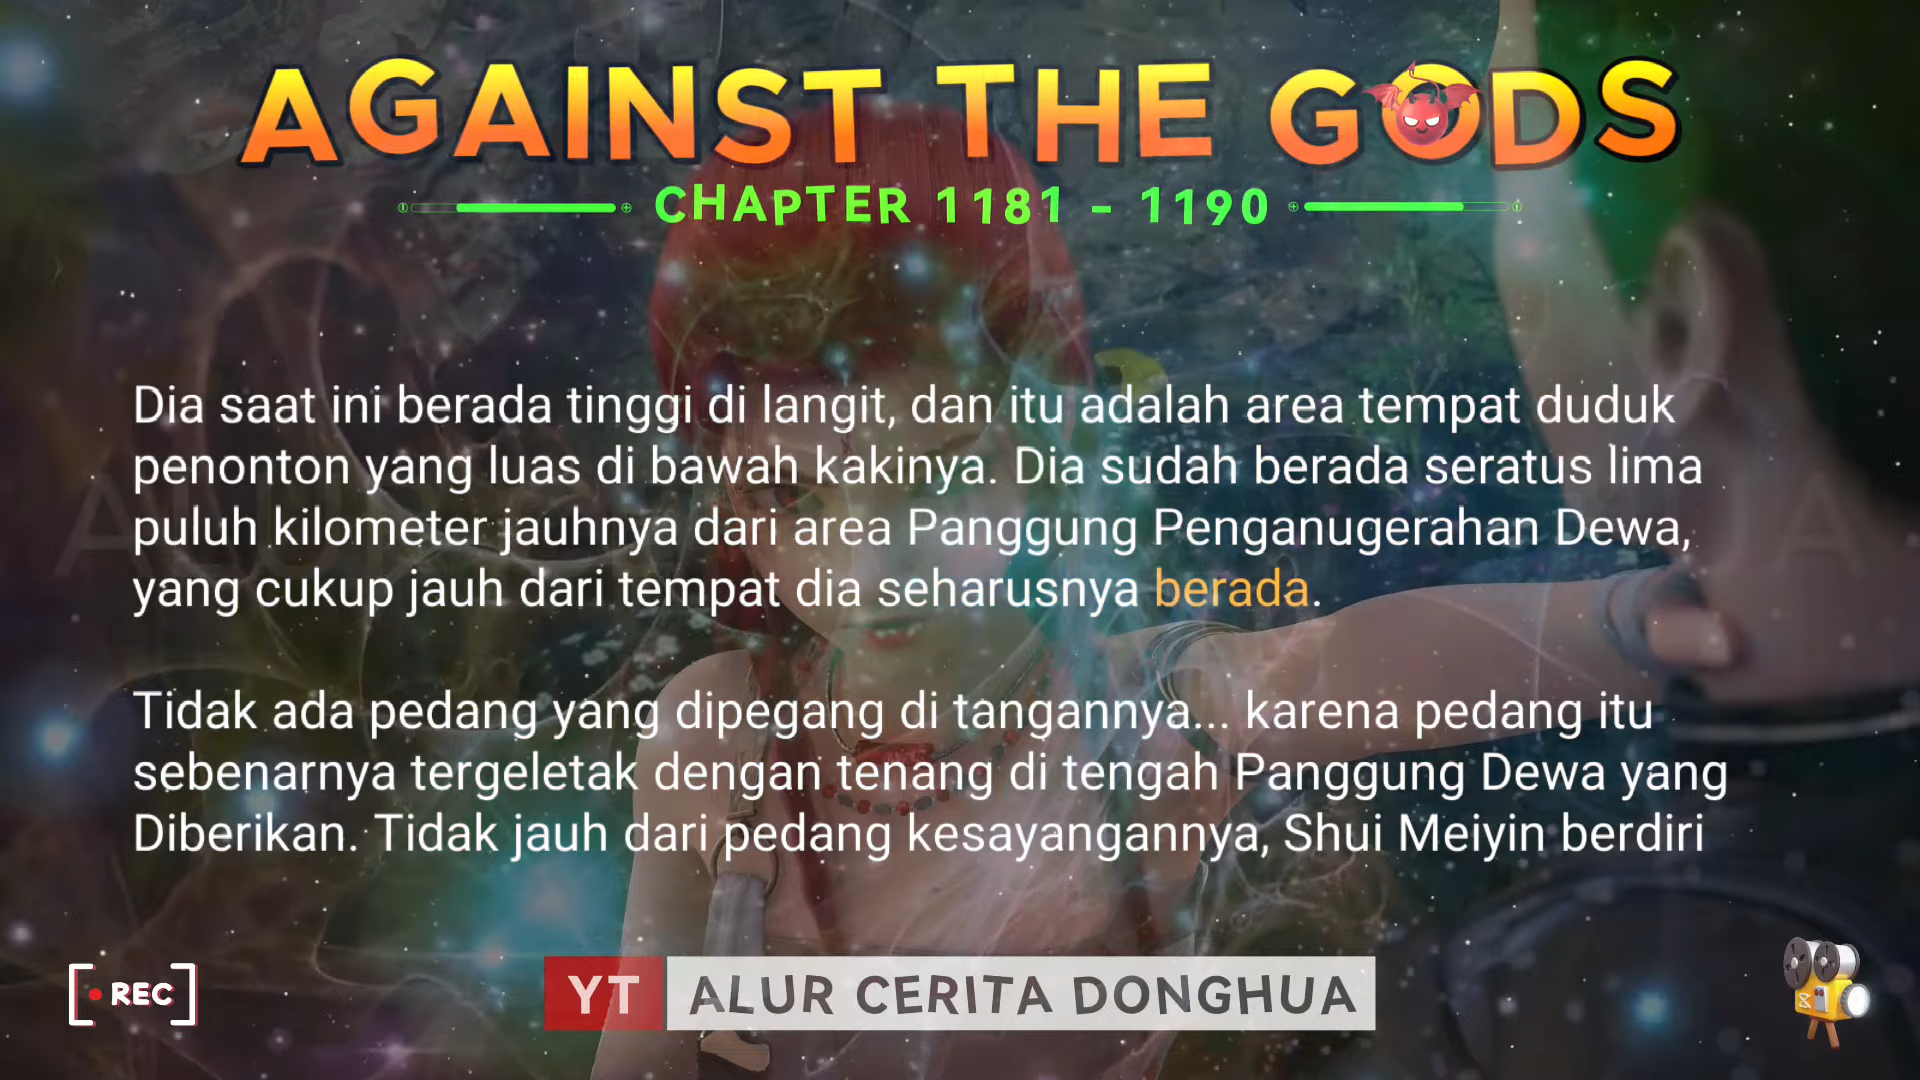 AGAINST THE GODS
CHAPTER 1181 - 1190
Dia saat ini berada tinggi di langit, dan itu adalah area tempat duduk
penonton yang luas di bawah kakinya. Dia sudah berada seratus lima
puluh kilometer jauhnya dari area Panggung Penganugerahan Dewa,
yang cukup jauh dari tempat dia seharusnya berada.
Tidak ada pedang yang dipegang di tangannya... karena pedang itu
sebenarnya tergeletak dengan tenang di tengah Panggung Dewa yang
Diberikan. Tidak jauh dari pedang kesayangannya, Shui Meiyin berdiri
REC
YT ALUR CERITA DONGHUA